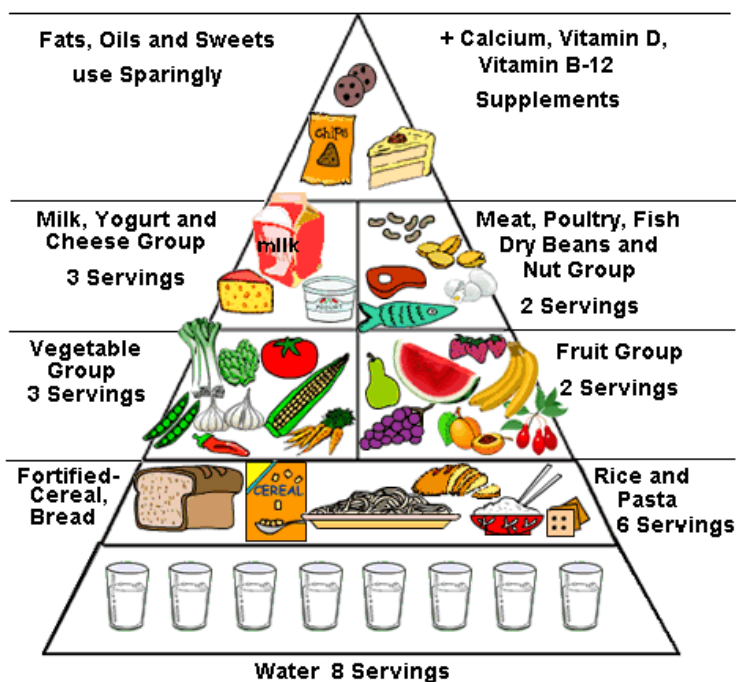 Fats, Oils and Sweets
use Sparingly
+ Calcium, Vitamin D,
Vitamin B-12
Supplements
chips
Milk, Yogurt and
Cheese Group
3 Servings
milk
YOGURT
Meat, Poultry, Fish
Dry Beans and
Nut Group
2 Servings
Vegetable
Group
3 Servings
Fruit Group
2 Servings
Fortified-
Cereal,
Bread
CEREAL
Rice and
Pasta
6 Servings
Water 8 Servings